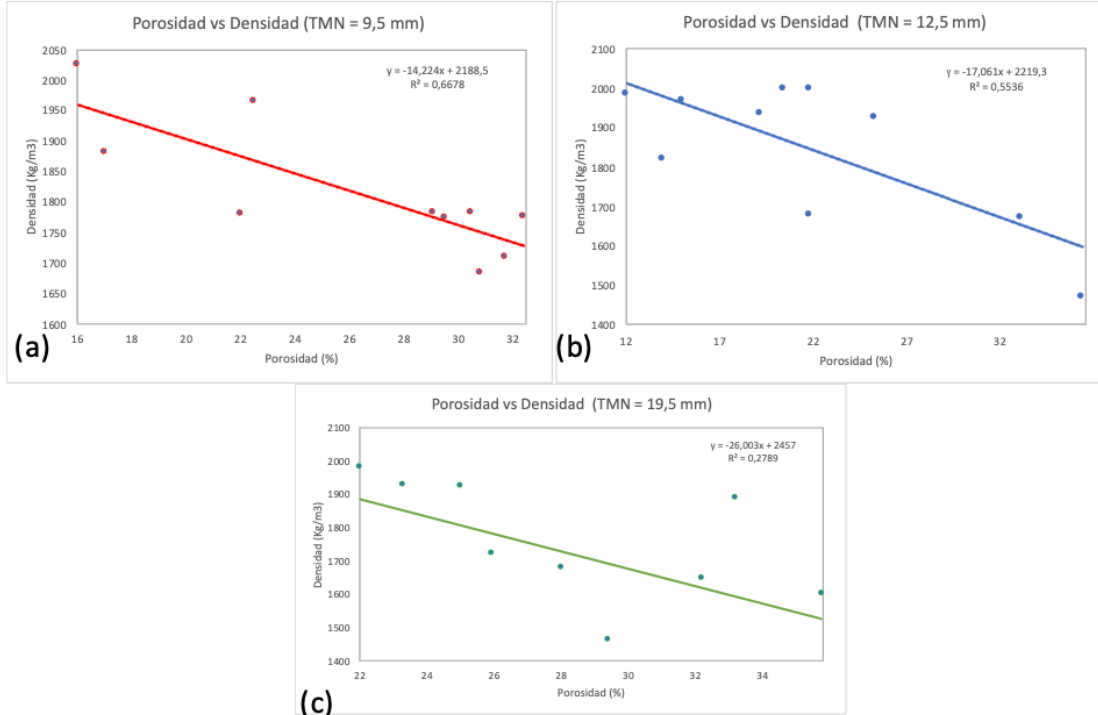 Porosidad vs Densidad (TMN = 9,5 mm)
y = -14,224x + 2188,5
R² = 0,6678
Densidad (Kg/m3)
2050
2000
1950
1900
1850
1800
1750
1700
1650
1600
16 18 20 22 24 26 28 30 32
Porosidad (%)
(a)
Porosidad vs Densidad (TMN = 12,5 mm)
y = -17,061x + 2219,3
R² = 0,5536
Densidad (Kg/m3)
2100
2000
1900
1800
1700
1600
1500
1400
12 17 22 27 32
Porosidad (%)
(b)
Porosidad vs Densidad (TMN = 19,5 mm)
y = -26,003x + 2457
R² = 0,2789
Densidad (Kg/m3)
2100
2000
1900
1800
1700
1600
1500
1400
22 24 26 28 30 32 34
Porosidad (%)
(c)